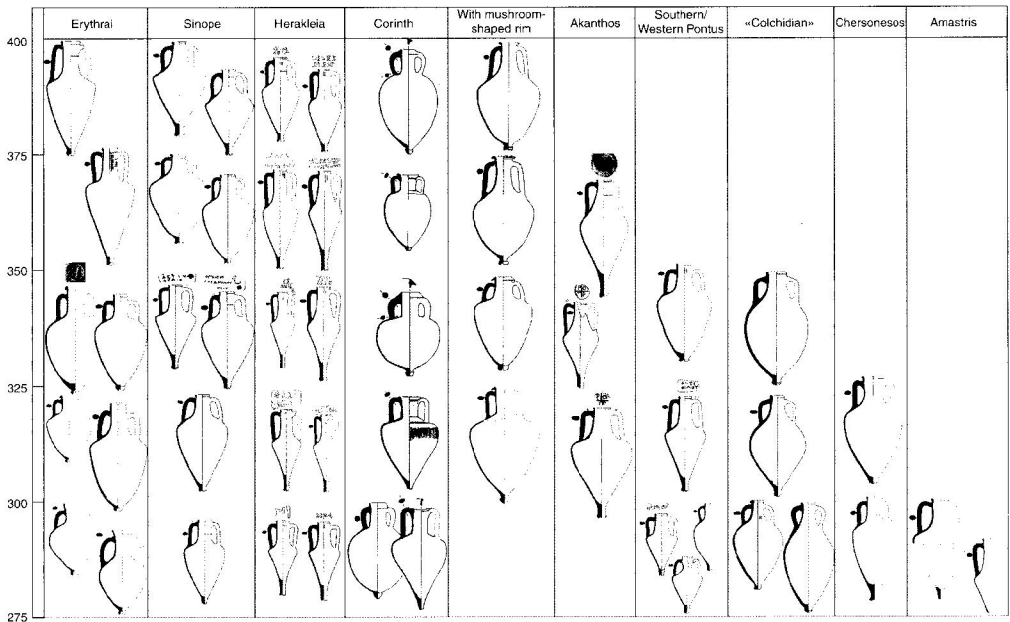 Erythrai
Sinope
Herakleia
Corinth
With mushroom-
shaped rim
Akanthos
Southern/
Western Pontus
«Colchidian»
Chersonesos
Amastris
400
375
350
325
300
275